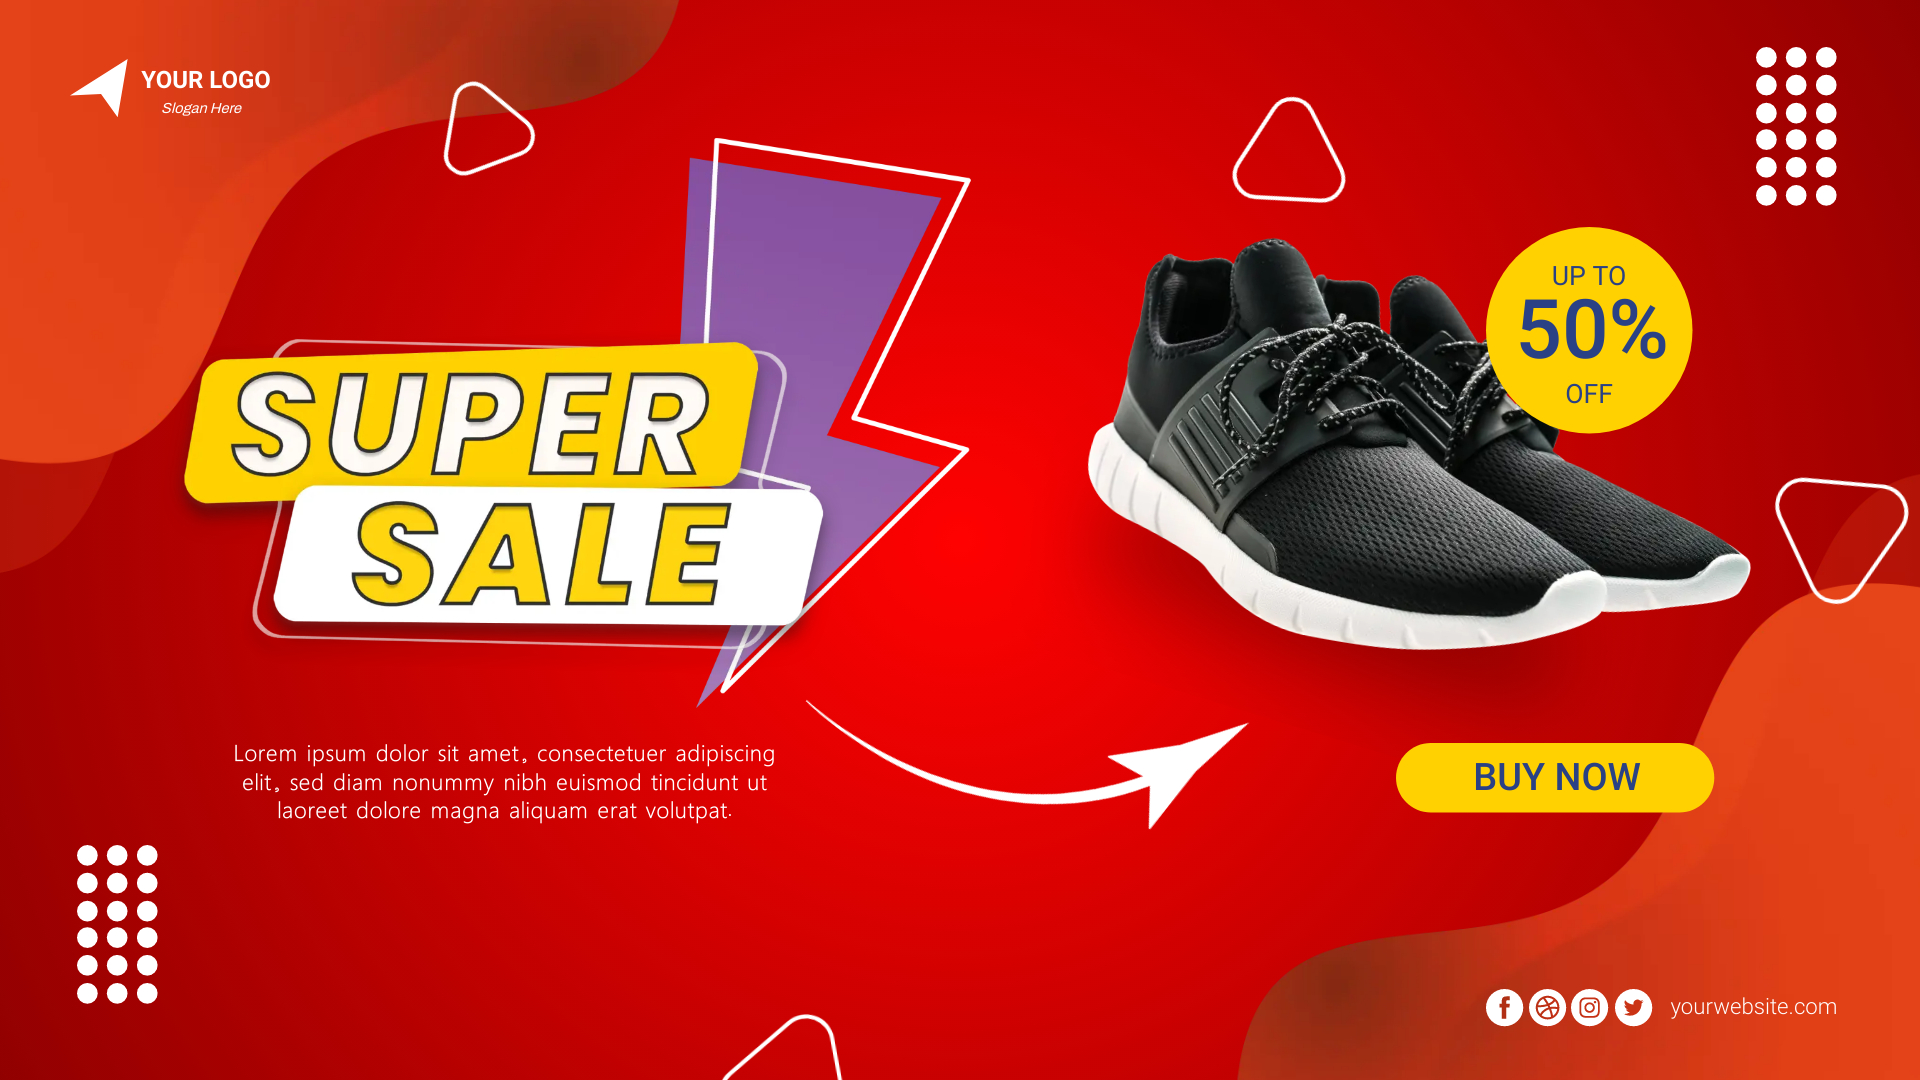 YOUR LOGO
Slogan Here
SUPER
SALE
UP TO
50%
OFF
Lorem ipsum dolor sit amet, consectetuer adipiscing
elit, sed diam nonummy nibh euismod tincidunt ut
laoreet dolore magna aliquam erat volutpat.
BUY NOW
yourwebsite.com